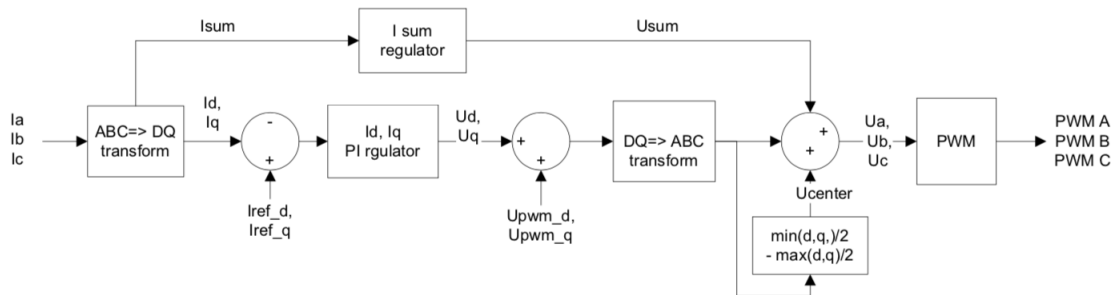 Isum
I sum
regulator
Usum
Ia
Ib
Ic
ABC=> DQ
transform
Id,
Iq
-
+
Iref_d,
Iref_q
Id, Iq
PI rgulator
Ud,
Uq
+
+
Upwm_d,
Upwm_q
DQ=> ABC
transform
+
+
Ucenter
min(d,q,)/2
- max(d,q)/2
Ua,
Ub,
Uc
PWM
PWM A
PWM B
PWM C